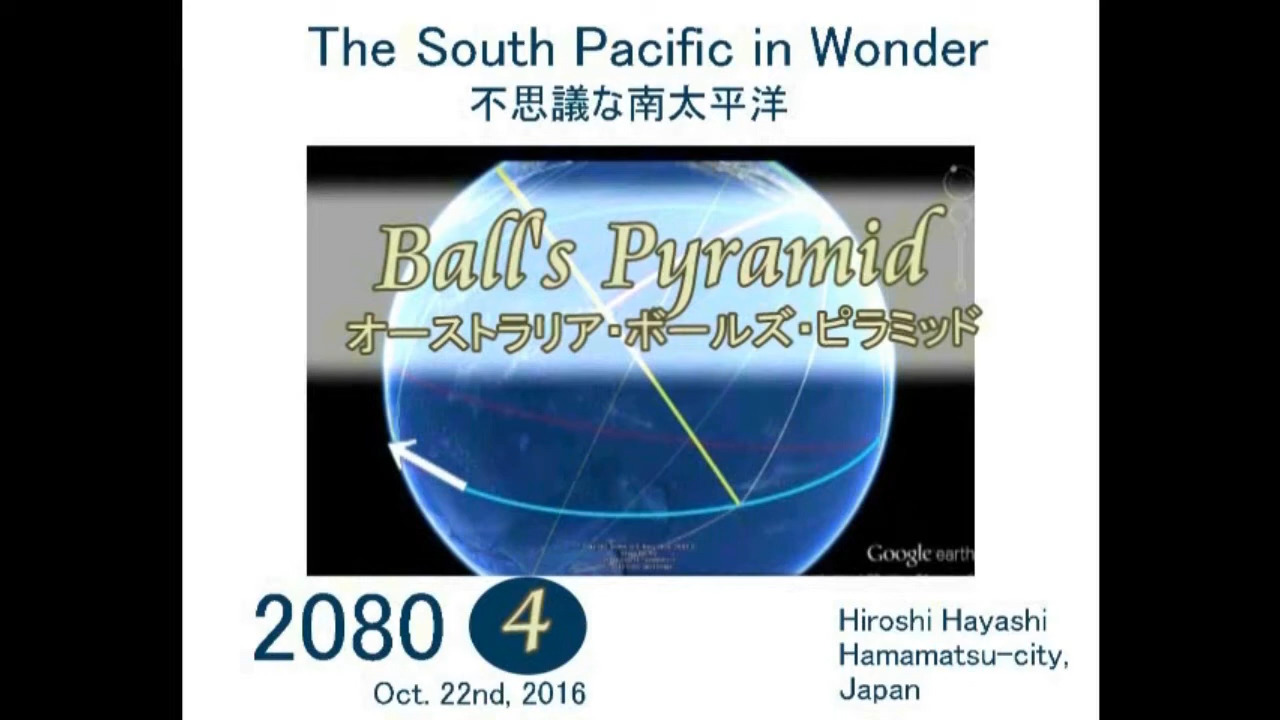 The South Pacific in Wonder
不思議な南太平洋
Ball's Pyramid
オーストラリア・ボールズ・ピラミッド
Google earth
2080 4
Oct. 22nd, 2016
Hiroshi Hayashi
Hamamatsu-city,
Japan